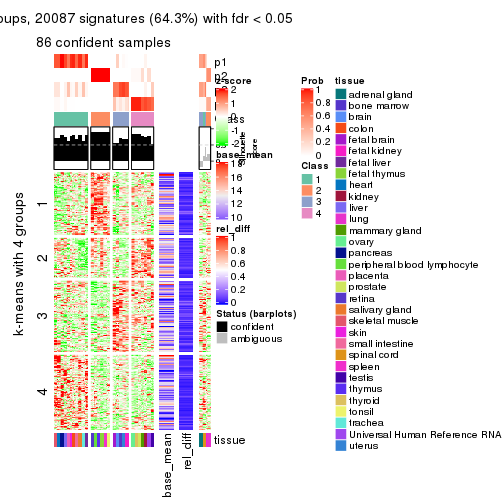 oups, 20087 signatures (64.3%) with fdr < 0.05
86 confident samples
p1
p2
z-score
2
1
0
-1
-2
Class
silhouette
score
base_mean
18
16
14
12
10
rel_diff
1
0.8
0.6
0.4
0.2
0
Status (barplots)
confident
ambiguous
Prob
1
0.8
0.6
0.4
0.2
0
Class
1
2
3
4
tissue
adrenal gland
bone marrow
brain
colon
fetal brain
fetal kidney
fetal liver
fetal thymus
heart
kidney
liver
lung
mammary gland
ovary
pancreas
peripheral blood lymphocyte
placenta
prostate
retina
salivary gland
skeletal muscle
skin
small intestine
spinal cord
spleen
testis
thymus
thyroid
tonsil
trachea
Universal Human Reference RNA
uterus
k-means with 4 groups
1
2
3
4
tissue
base_mean
rel_diff